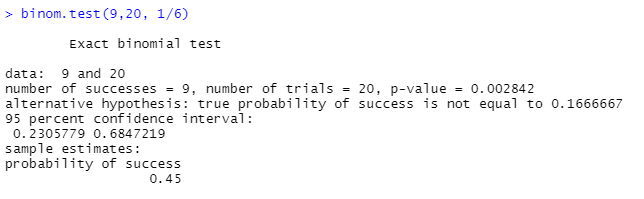 > binom.test(9,20, 1/6)
Exact binomial test
data:  9 and 20
number of successes = 9, number of trials = 20, p-value = 0.002842
alternative hypothesis: true probability of success is not equal to 0.1666667
95 percent confidence interval:
0.2305779 0.6847219
sample estimates:
probability of success
0.45